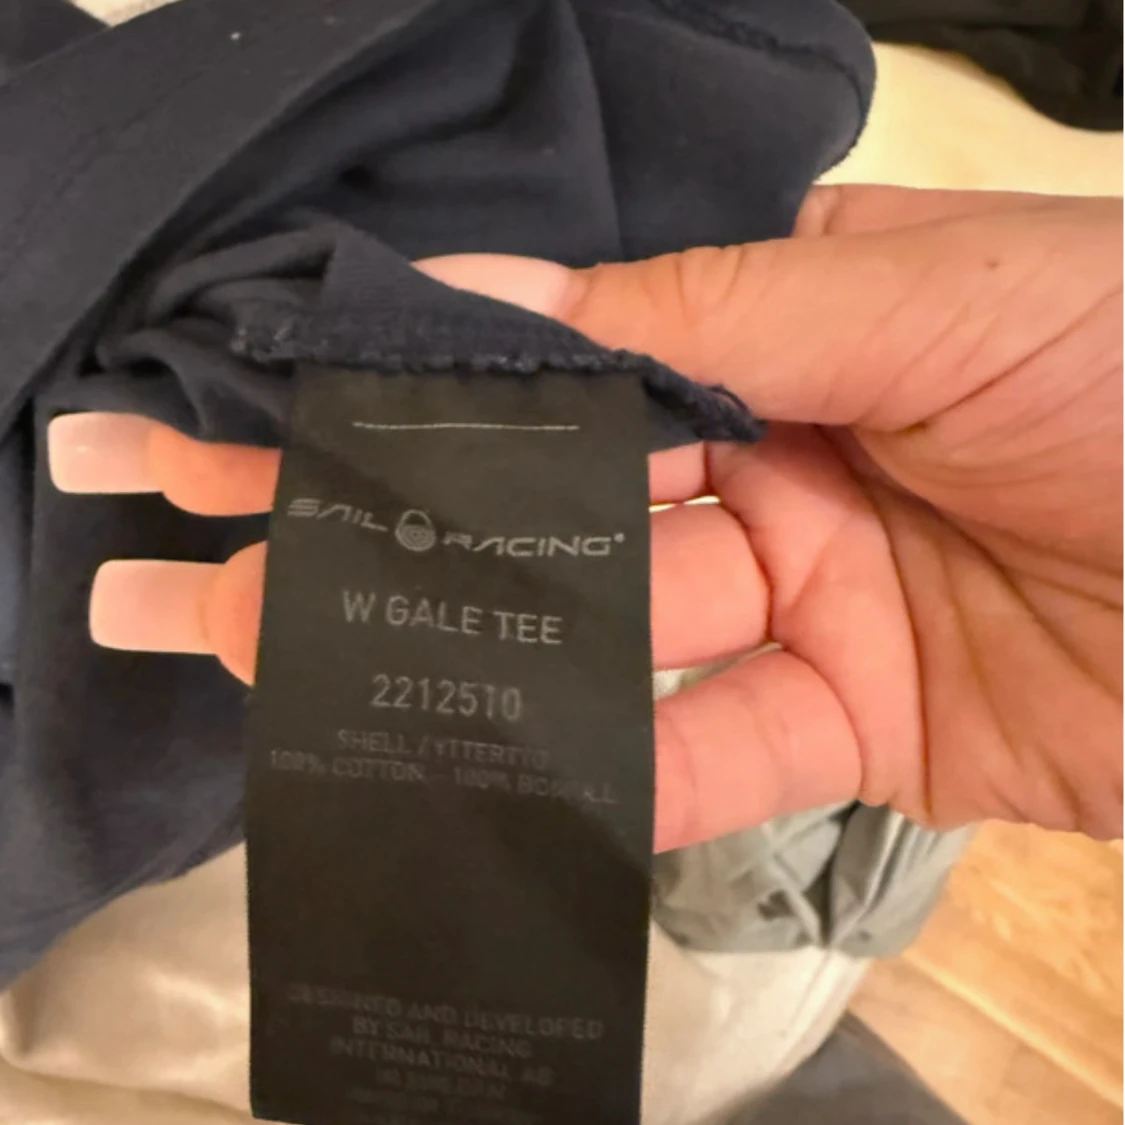 SAIL RACING®
W GALE TEE
2212510
SHELL / YTTERTYG
100% COTTON 100% BOMULL
DESIGNED AND DEVELOPED
BY SAIL RACING
INTERNATIONAL AB